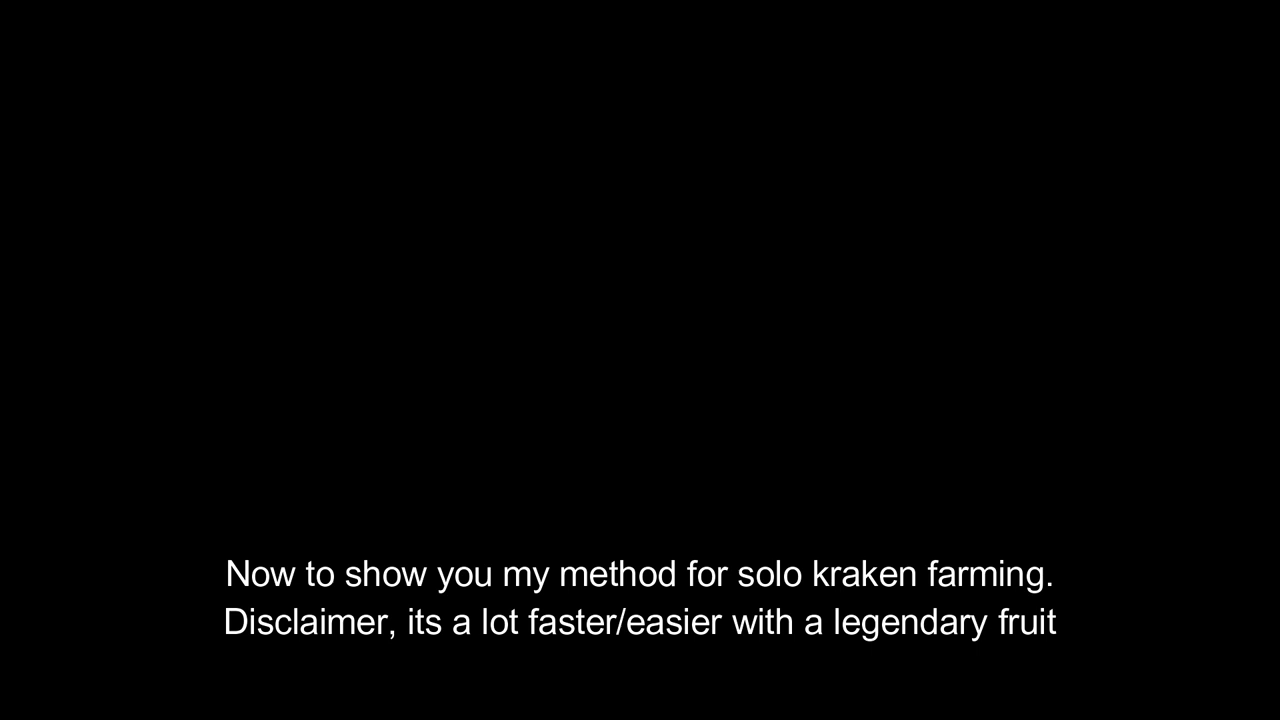 Now to show you my method for solo kraken farming.
Disclaimer, its a lot faster/easier with a legendary fruit